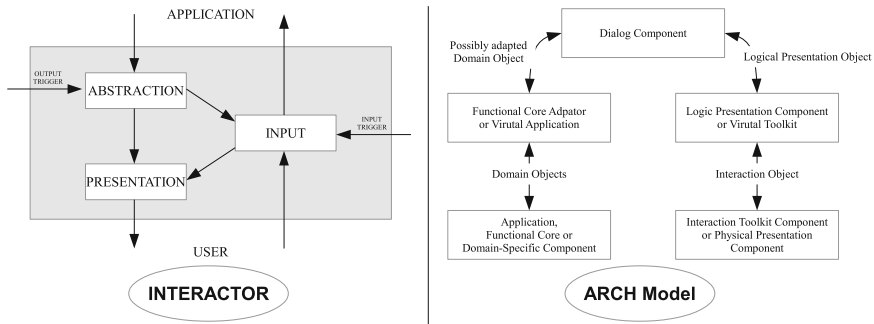 APPLICATION
OUTPUT
TRIGGER
ABSTRACTION
INPUT
INPUT
TRIGGER
PRESENTATION
USER
INTERACTOR
Dialog Component
Possibly adapted
Domain Object
Logical Presentation Object
Functional Core Adpator
or Virutal Application
Logic Presentation Component
or Virutal Toolkit
Domain Objects
Interaction Object
Application,
Functional Core or
Domain-Specific Component
Interaction Toolkit Component
or Physical Presentation
Component
ARCH Model